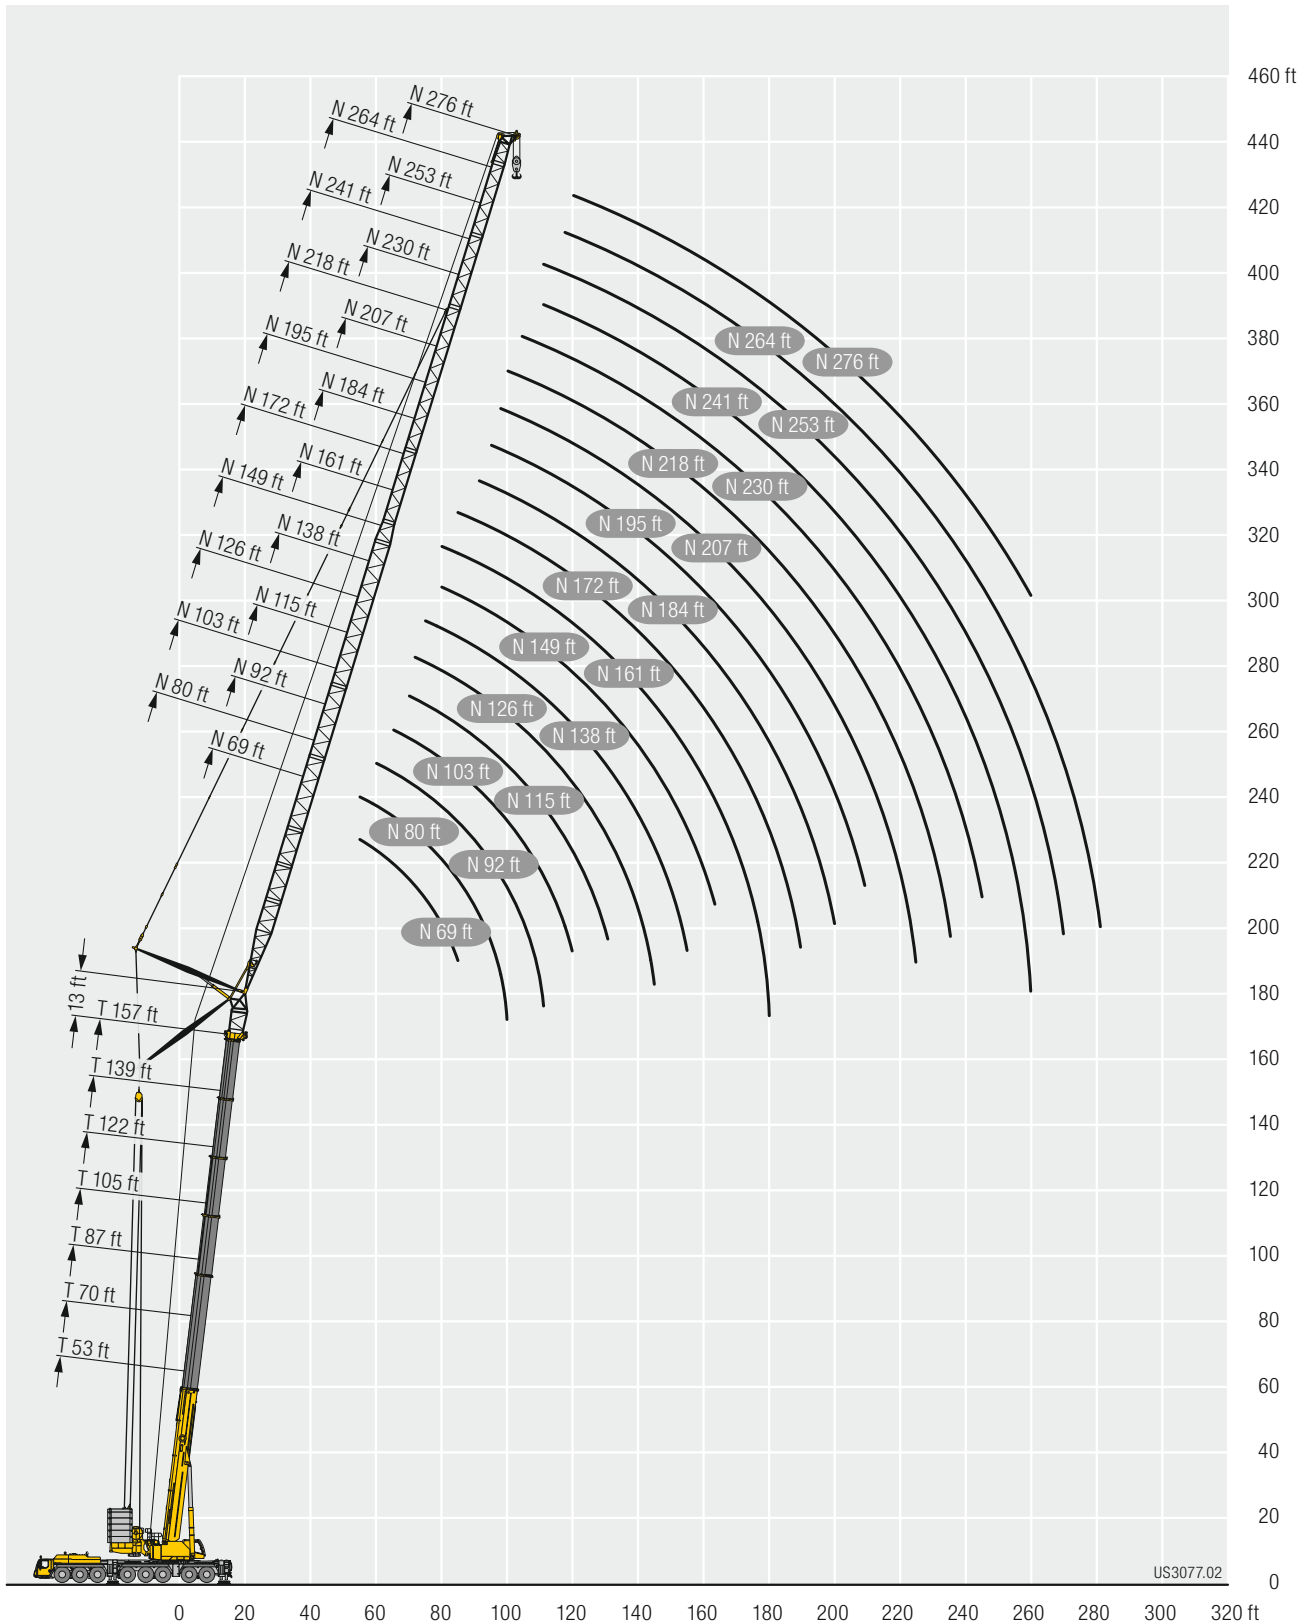 460 ft
440
420
400
380
360
340
320
300
280
260
240
220
200
180
160
140
120
100
80
60
40
20
0
N 276 ft
N 264 ft
N 253 ft
N 241 ft
N 230 ft
N 218 ft
N 207 ft
N 195 ft
N 184 ft
N 172 ft
N 161 ft
N 149 ft
N 138 ft
N 126 ft
N 115 ft
N 103 ft
N 92 ft
N 80 ft
N 69 ft
13 ft
T 157 ft
T 139 ft
T 122 ft
T 105 ft
T 87 ft
T 70 ft
T 53 ft
N 264 ft
N 276 ft
N 241 ft
N 253 ft
N 218 ft
N 230 ft
N 195 ft
N 207 ft
N 172 ft
N 184 ft
N 149 ft
N 161 ft
N 126 ft
N 138 ft
N 103 ft
N 115 ft
N 80 ft
N 92 ft
N 69 ft
US3077.02
0 20 40 60 80 100 120 140 160 180 200 220 240 260 280 300 320 ft